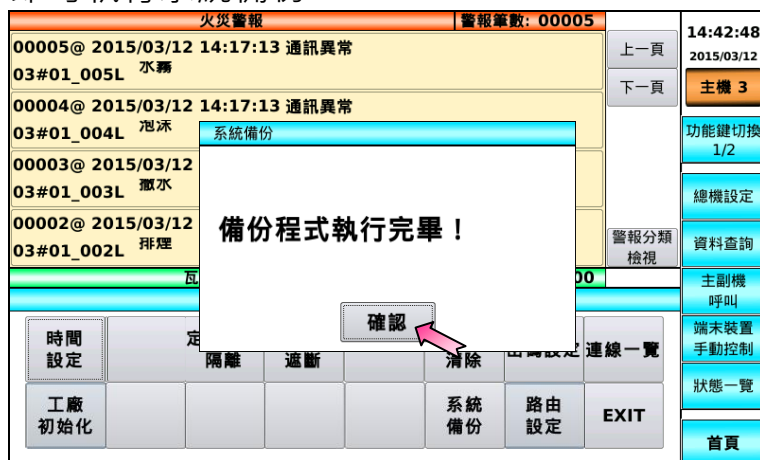 火災警報 警報筆數: 00005
00005@ 2015/03/12 14:17:13 通訊異常
03#01_005L 水霧
00004@ 2015/03/12 14:17:13 通訊異常
03#01_004L 泡沫
00003@ 2015/03/12
03#01_003L 撒水
00002@ 2015/03/12
03#01_002L 排煙
上一頁
下一頁
警報分類
檢視
瓦
00
系統備份
備份程式執行完畢！
確認
時間
設定
定
隔離
遮斷
清除
連線一覽
工廠
初始化
系統
備份
路由
設定
EXIT
14:42:48
2015/03/12
主機 3
功能鍵切換
1/2
總機設定
資料查詢
主副機
呼叫
端末裝置
手動控制
狀態一覽
首頁